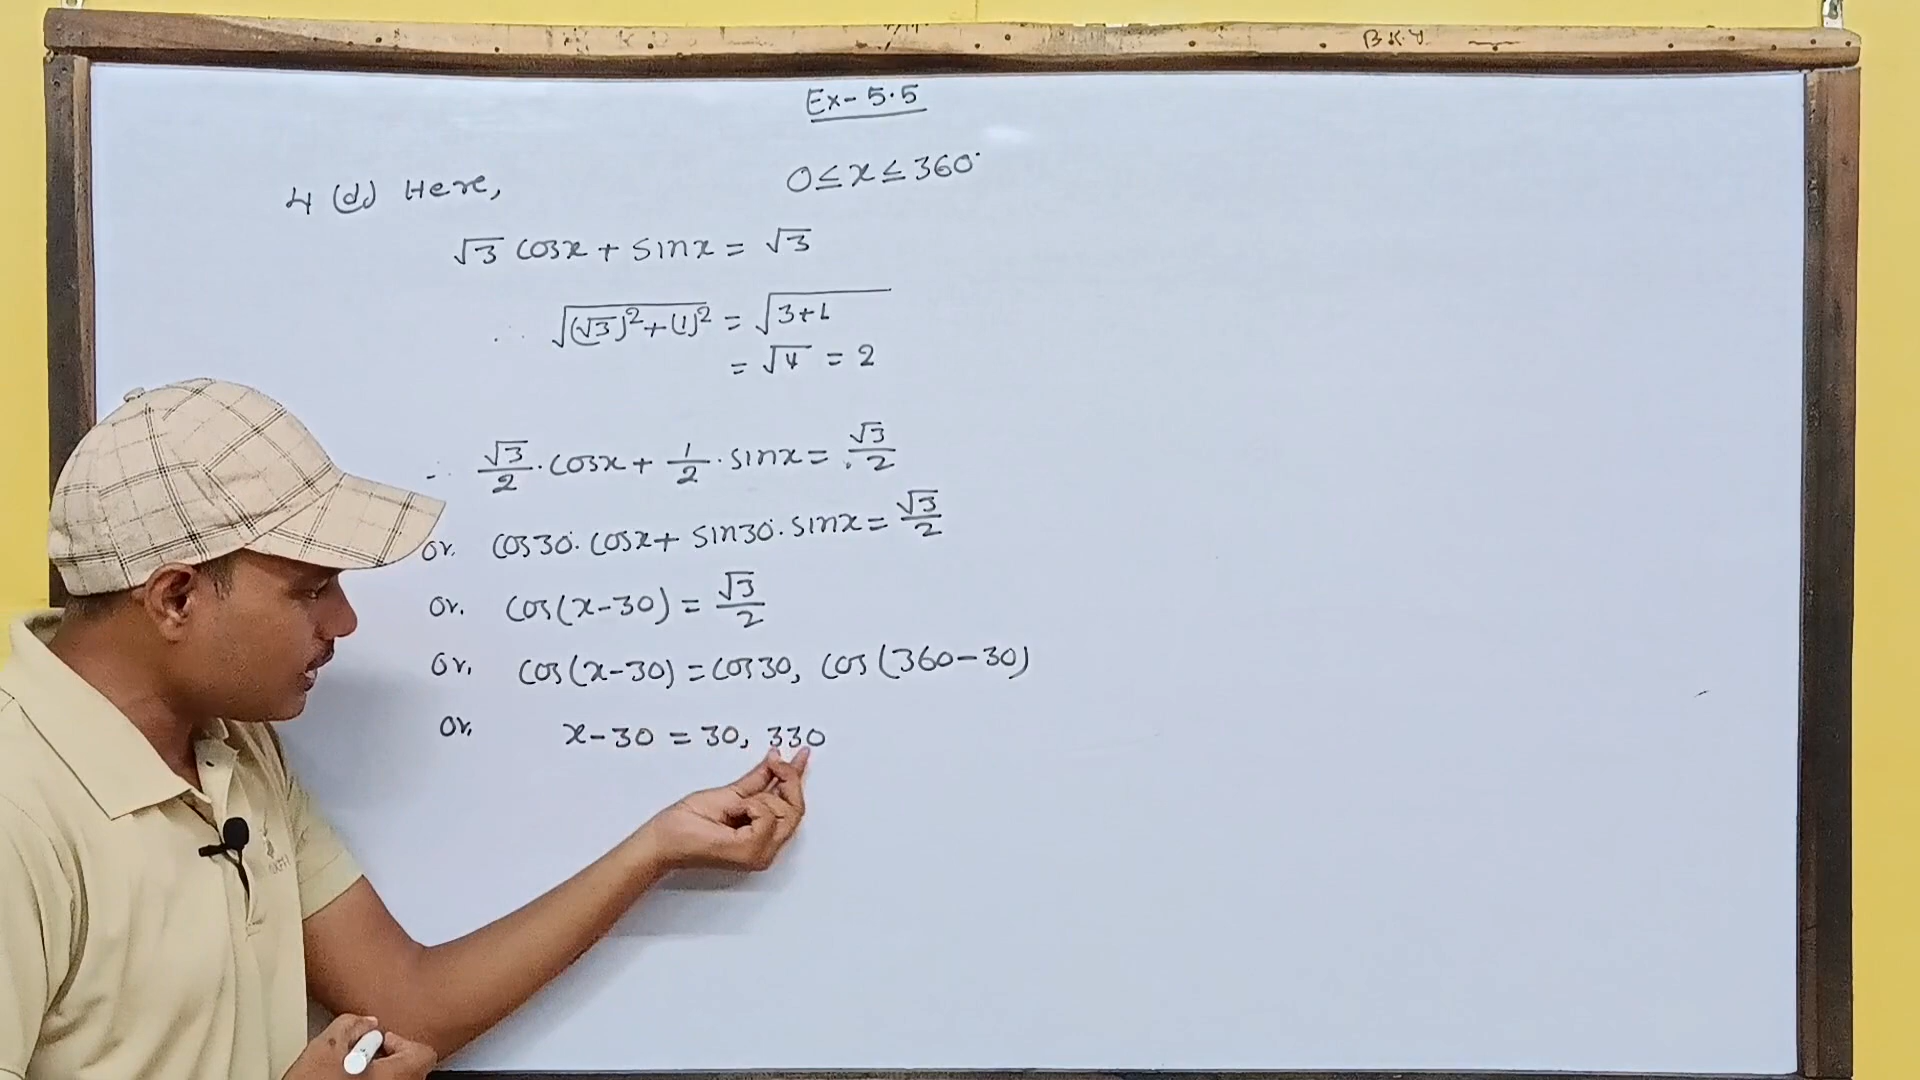 B.K.Y.
Ex- 5.5
4 (d) Here, 0≤x≤360°
√3 cosx + sinx = √3
∴ √((√3)²+(1)²) = √(3+1)
= √4 = 2
∴ √3/2 . cosx + 1/2 . sinx = √3/2
or. cos30°. cosx + sin30°. sinx = √3/2
or. cos(x-30) = √3/2
or, cos(x-30) = cos30, cos(360-30)
or, x-30 = 30, 330